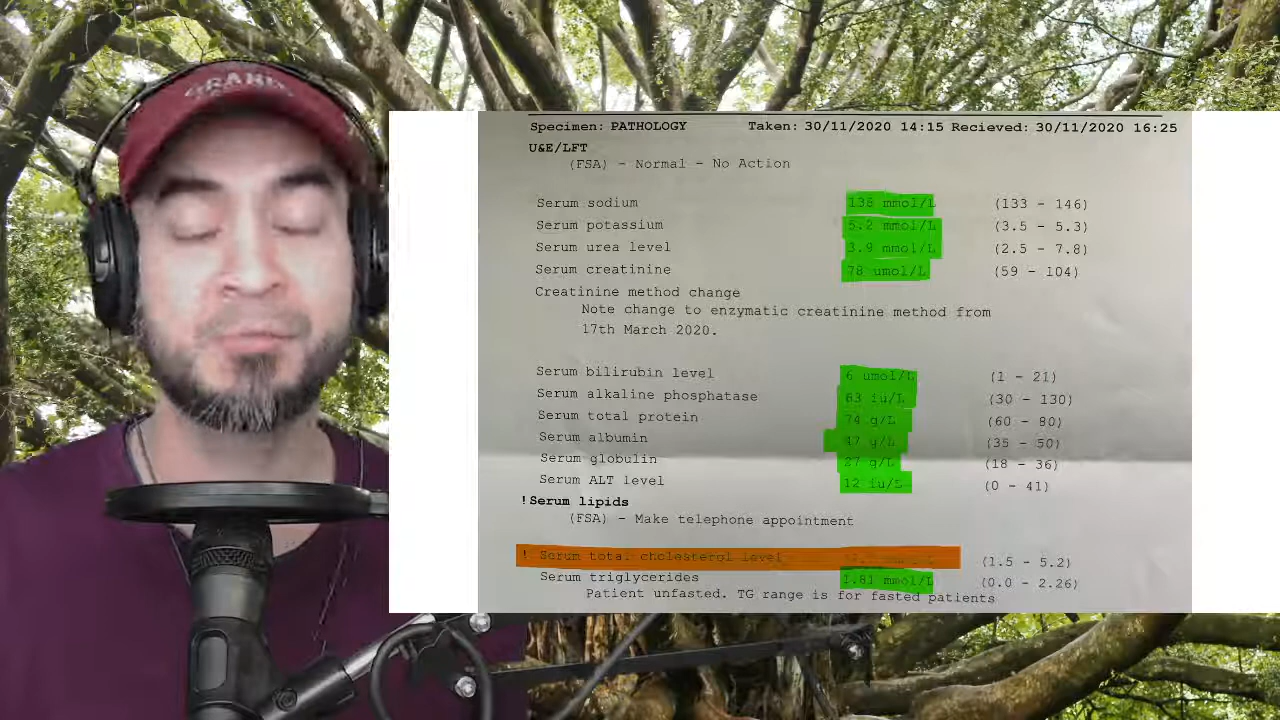 GRAND
Specimen: PATHOLOGY Taken: 30/11/2020 14:15 Recieved: 30/11/2020 16:25
U&E/LFT
(FSA) - Normal - No Action
Serum sodium 138 mmol/L (133 - 146)
Serum potassium 5.2 mmol/L (3.5 - 5.3)
Serum urea level 3.9 mmol/L (2.5 - 7.8)
Serum creatinine 78 umol/L (59 - 104)
Creatinine method change
Note change to enzymatic creatinine method from
17th March 2020.
Serum bilirubin level 6 umol/L (1 - 21)
Serum alkaline phosphatase 63 iu/L (30 - 130)
Serum total protein 74 g/L (60 - 80)
Serum albumin 47 g/L (35 - 50)
Serum globulin 27 g/L (18 - 36)
Serum ALT level 12 iu/L (0 - 41)
!Serum lipids
(FSA) - Make telephone appointment
! Serum total cholesterol level (1.5 - 5.2)
Serum triglycerides 1.81 mmol/L (0.0 - 2.26)
Patient unfasted. TG range is for fasted patients